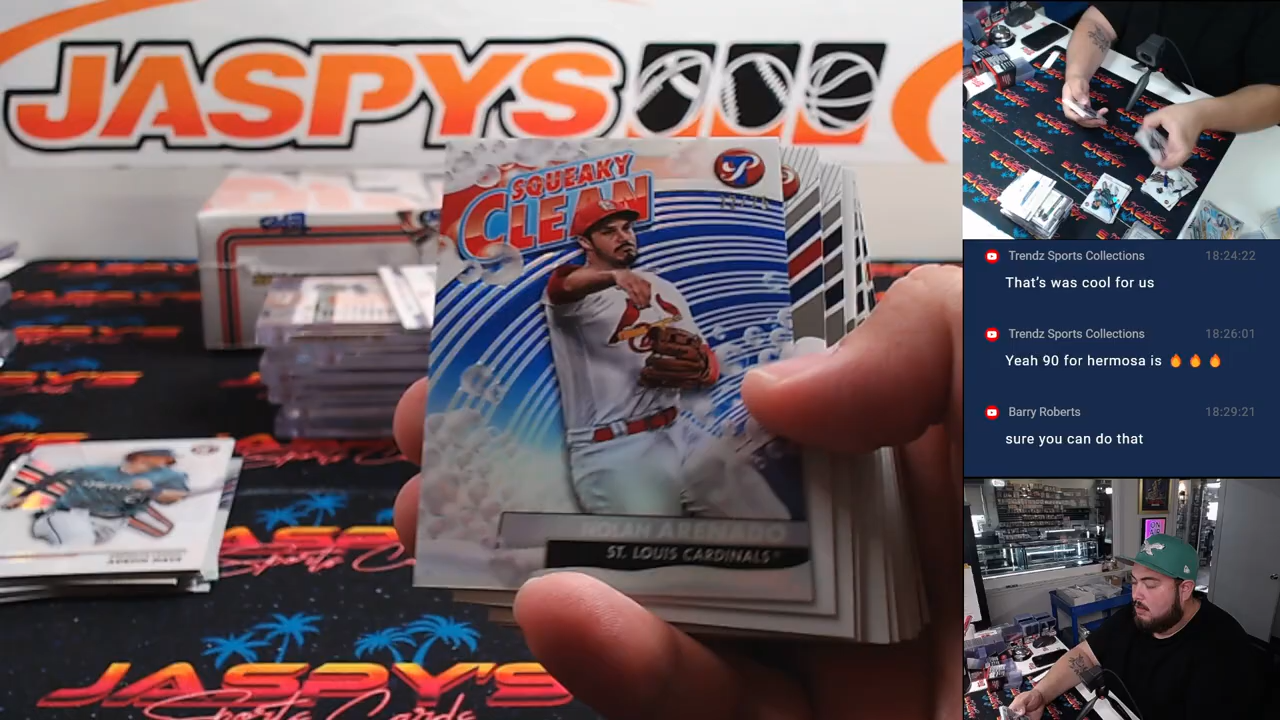 JASPYS
SQUEAKY
CLEAN
NOLAN ARENADO
ST. LOUIS CARDINALS
JASPY'S
Sports Cards
Trendz Sports Collections 18:24:22
That's was cool for us
Trendz Sports Collections 18:26:01
Yeah 90 for hermosa is 🔥 🔥 🔥
Barry Roberts 18:29:21
sure you can do that